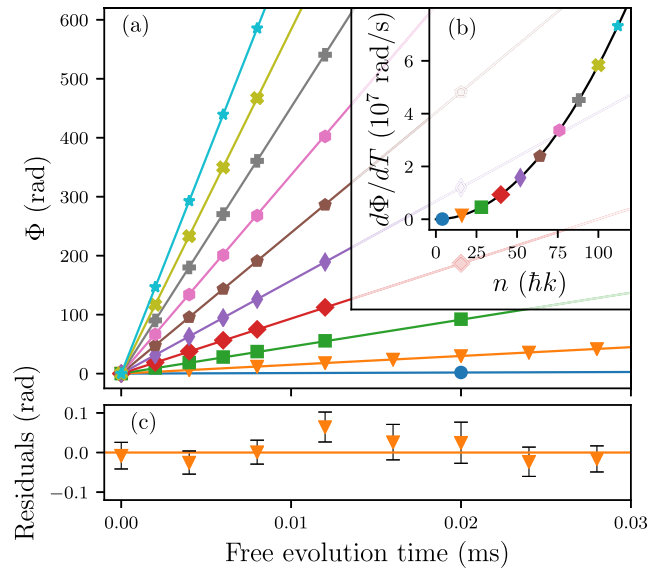 (a)
Φ (rad)
600
500
400
300
200
100
0
(b)
dΦ/dT (10⁷ rad/s)
6
4
2
0
0 25 50 75 100
n (ħk)
(c)
Residuals (rad)
0.1
0.0
−0.1
0.00 0.01 0.02 0.03
Free evolution time (ms)